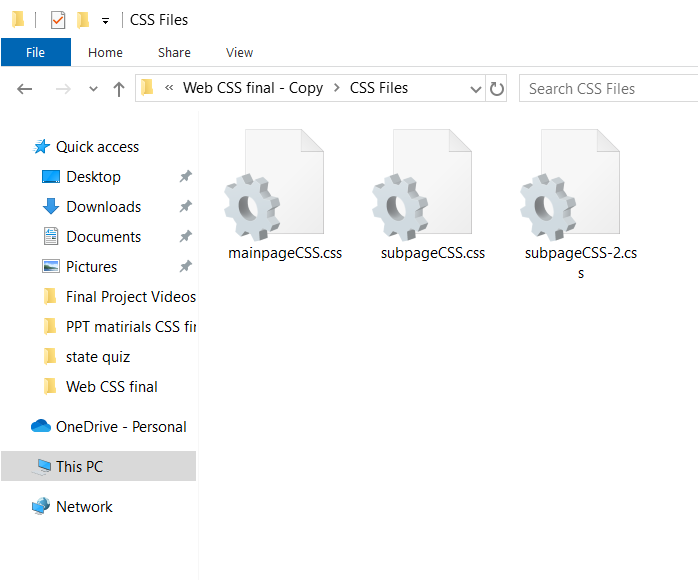 CSS Files
File Home Share View
« Web CSS final - Copy > CSS Files
Search CSS Files
Quick access
Desktop
Downloads
Documents
Pictures
Final Project Videos
PPT matirials CSS fin
state quiz
Web CSS final
OneDrive - Personal
This PC
Network
mainpageCSS.css
subpageCSS.css
subpageCSS-2.cs
s